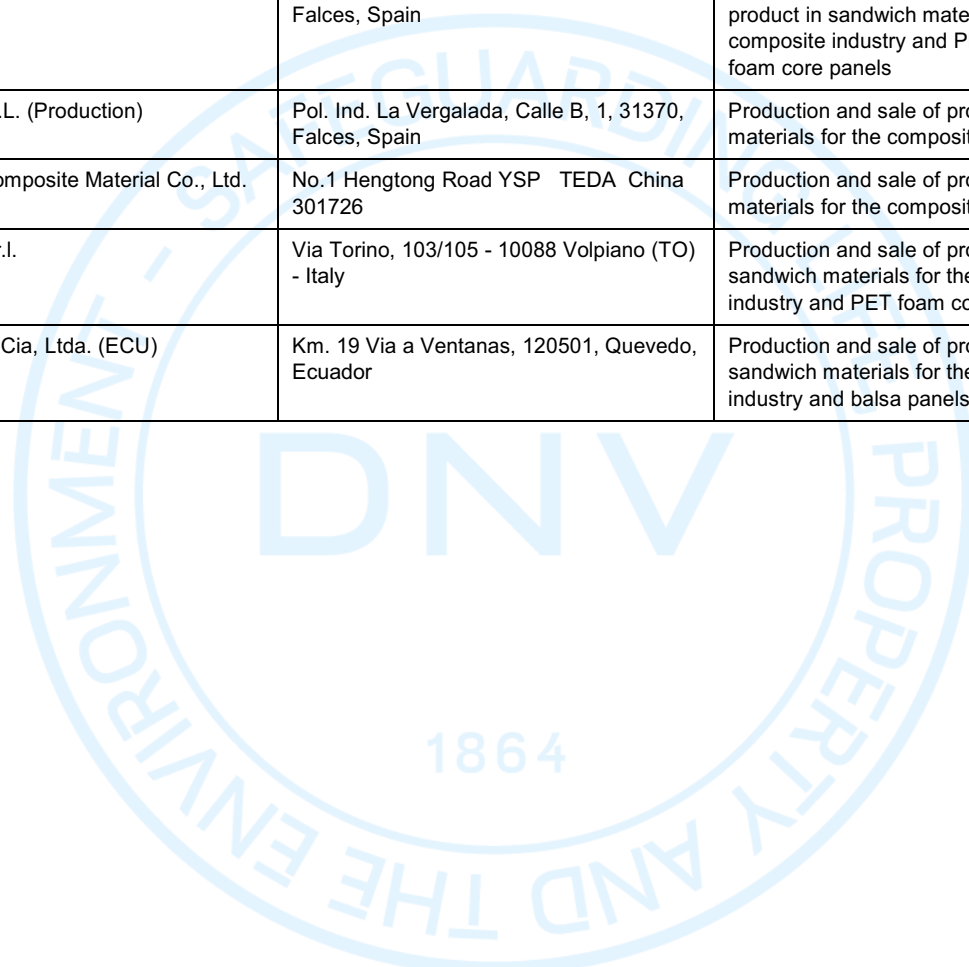 Falces, Spain
product in sandwich mate
composite industry and P
foam core panels
.L. (Production)
Pol. Ind. La Vergalada, Calle B, 1, 31370,
Falces, Spain
Production and sale of pro
materials for the composit
omposite Material Co., Ltd.
No.1 Hengtong Road YSP TEDA China
301726
Production and sale of pro
materials for the composit
r.l.
Via Torino, 103/105 - 10088 Volpiano (TO)
- Italy
Production and sale of pro
sandwich materials for the
industry and PET foam co
Cia, Ltda. (ECU)
Km. 19 Via a Ventanas, 120501, Quevedo,
Ecuador
Production and sale of pro
sandwich materials for the
industry and balsa panels
SAFEGUARDING LIFE PROPERTY AND THE ENVIRONMENT -
DNV
1864